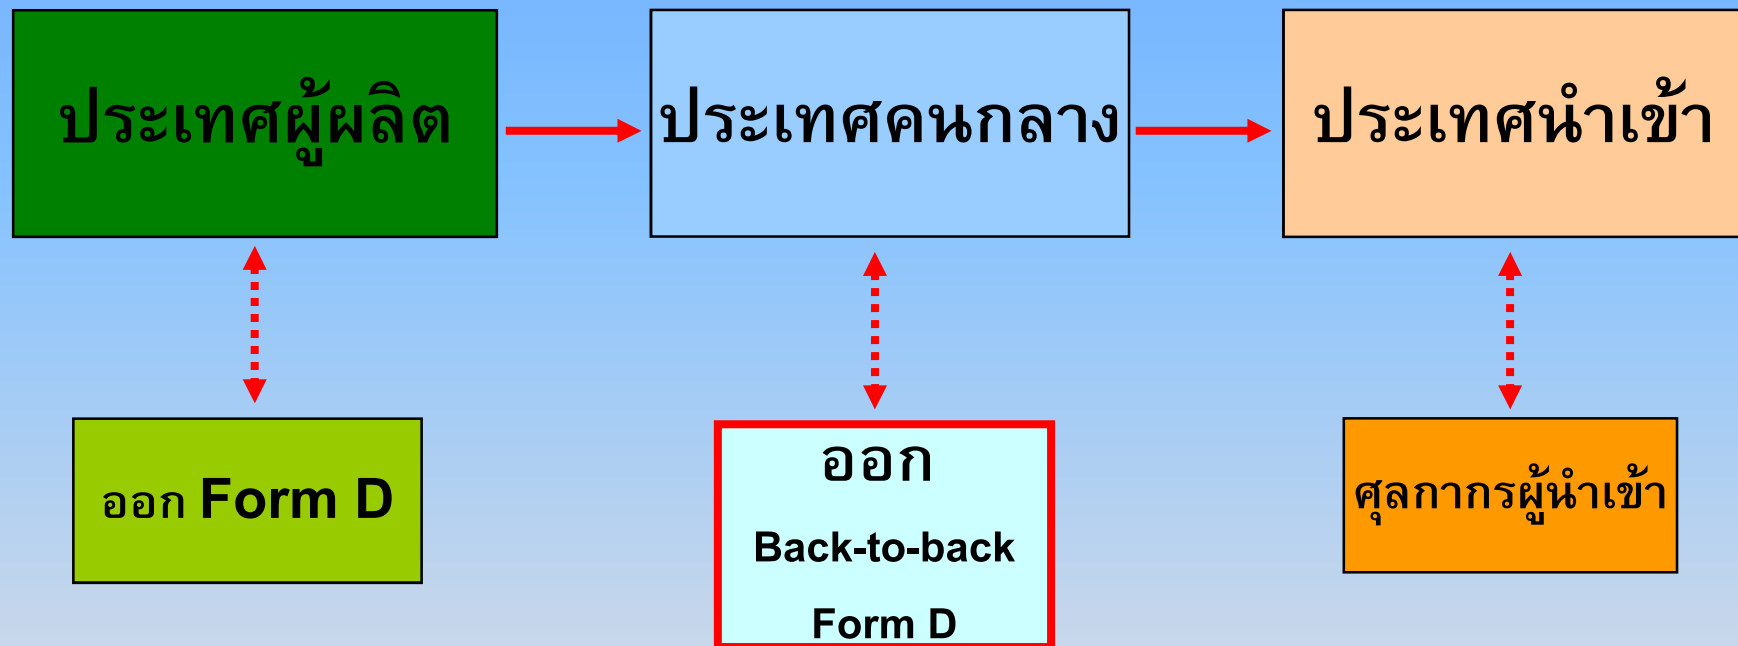 ประเทศผู้ผลิต
ประเทศคนกลาง
ประเทศนำเข้า
ออก Form D
ออก
Back-to-back
Form D
ศุลกากรผู้นำเข้า